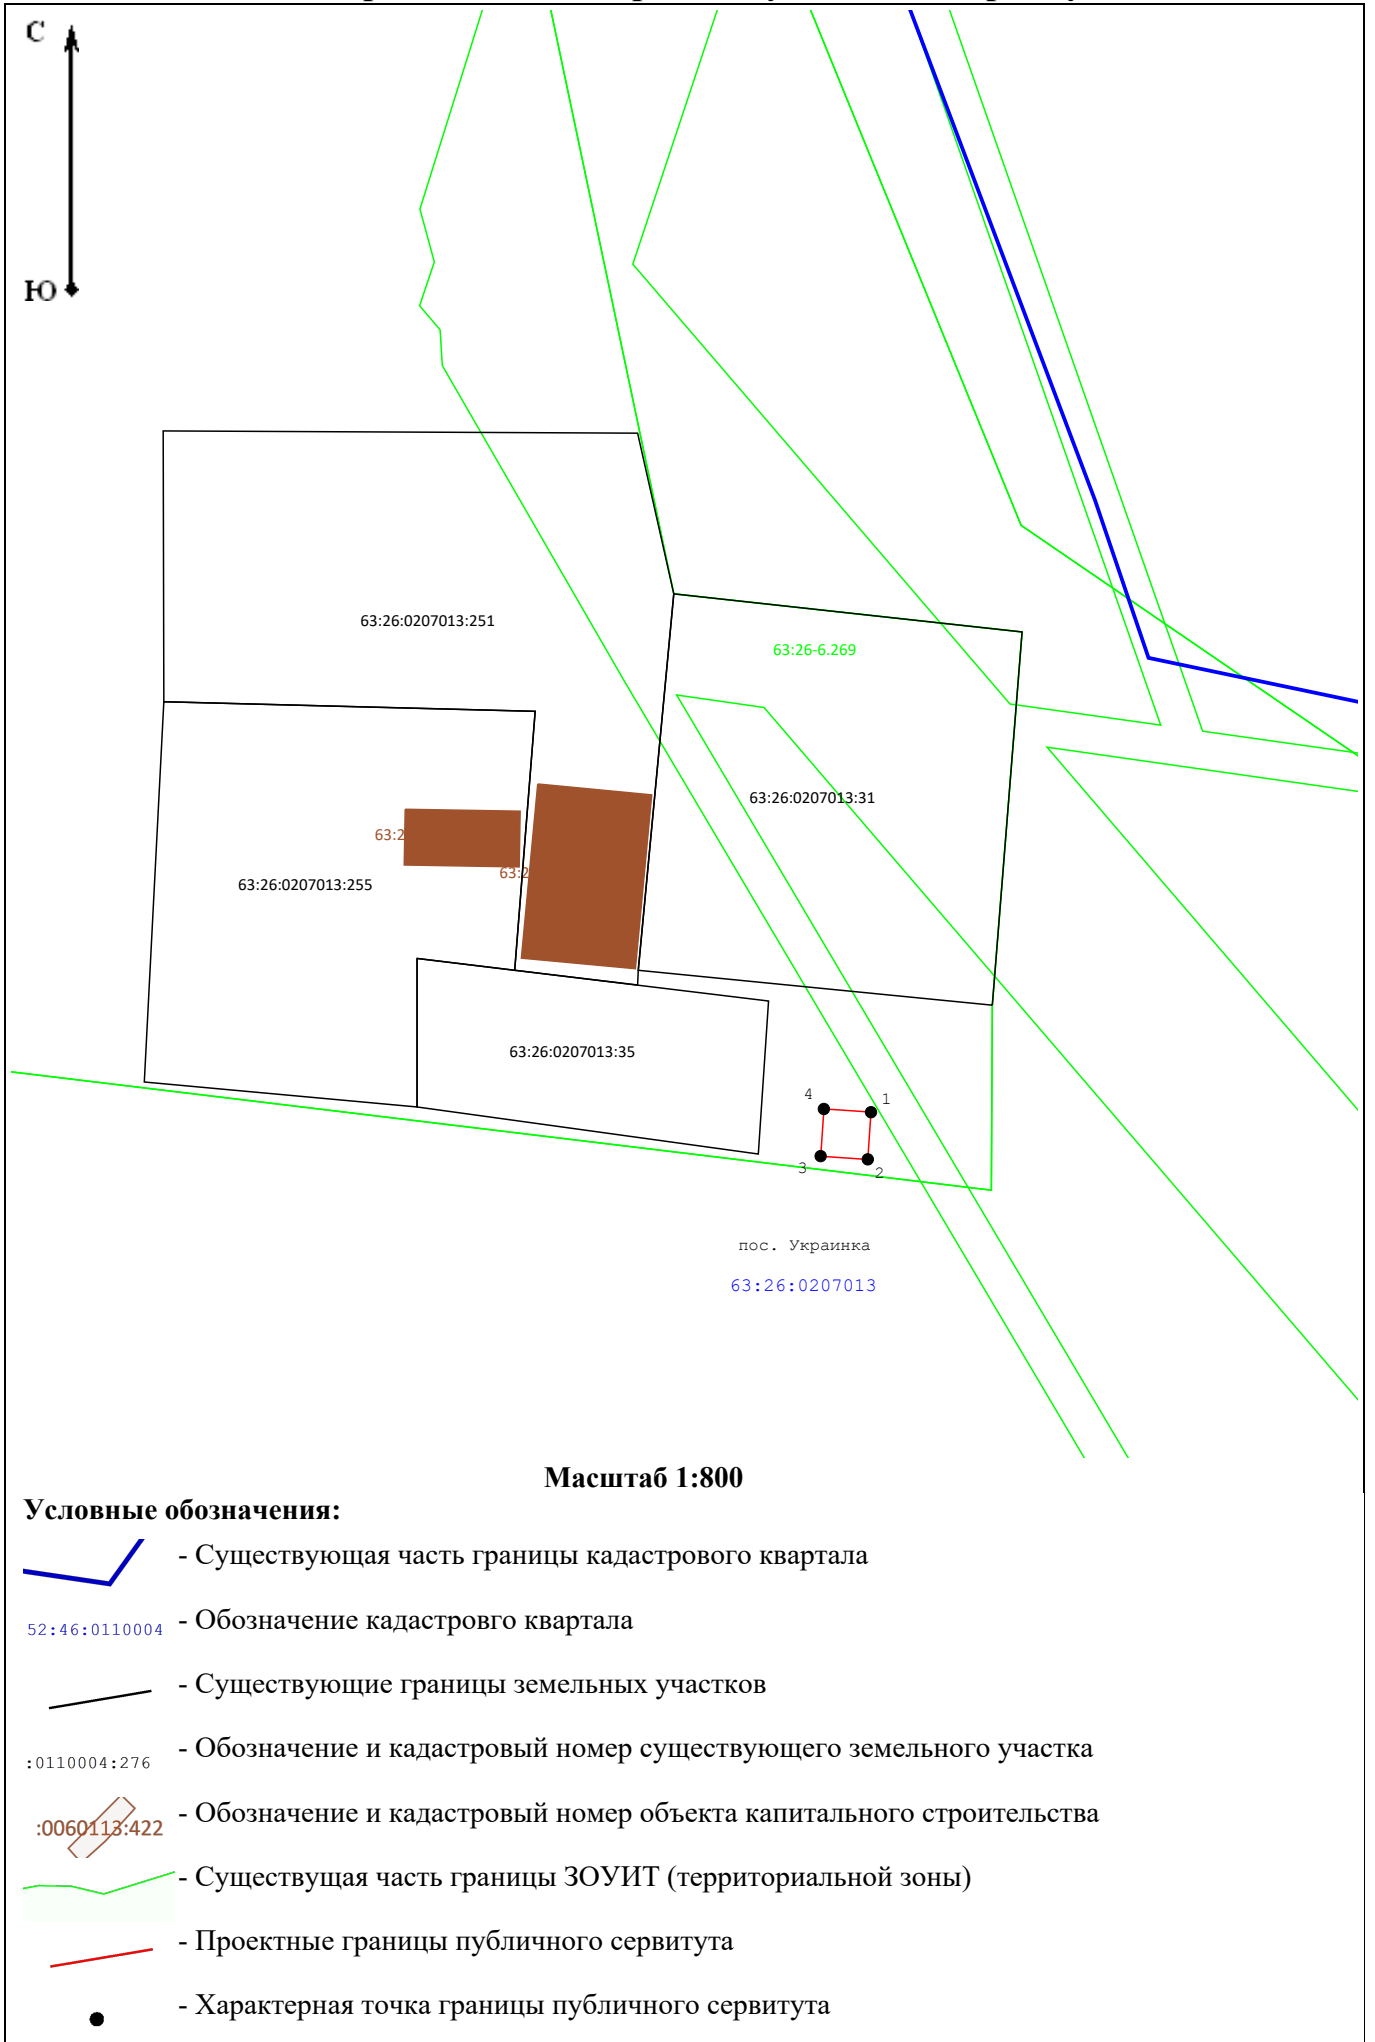 С
Ю
63:26:0207013:251
63:26-6.269
63:26:0207013:31
63:2
63:2
63:26:0207013:255
63:26:0207013:35
4
1
3
2
пос. Украинка
63:26:0207013
Масштаб 1:800
Условные обозначения:
- Существующая часть границы кадастрового квартала
52:46:0110004 - Обозначение кадастровго квартала
- Существующие границы земельных участков
:0110004:276 - Обозначение и кадастровый номер существующего земельного участка
:0060113:422 - Обозначение и кадастровый номер объекта капитального строительства
- Существущая часть границы ЗОУИТ (территориальной зоны)
- Проектные границы публичного сервитута
- Характерная точка границы публичного сервитута